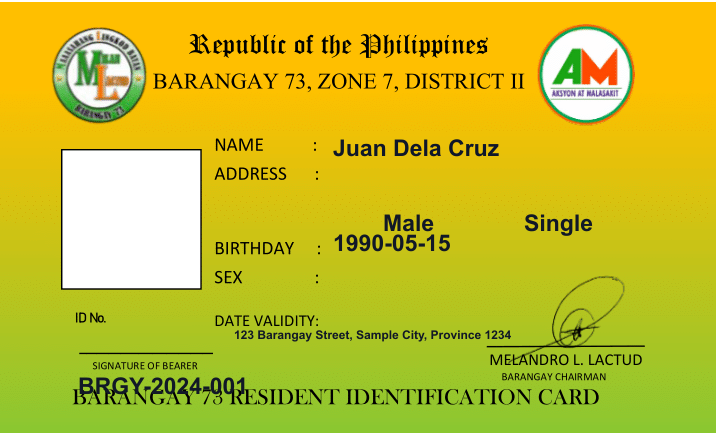 Republic of the Philippines
BARANGAY 73, ZONE 7, DISTRICT II
MAAASAHANG LINGKOD BAYAN
MELAN LACTUD
ML
BARANGAY 73
AM
AKSYON AT MALASAKIT
NAME : Juan Dela Cruz
ADDRESS :
Male Single
BIRTHDAY : 1990-05-15
SEX :
ID No.
DATE VALIDITY:
123 Barangay Street, Sample City, Province 1234
SIGNATURE OF BEARER
MELANDRO L. LACTUD
BARANGAY CHAIRMAN
BRGY-2024-001
BARANGAY 73 RESIDENT IDENTIFICATION CARD